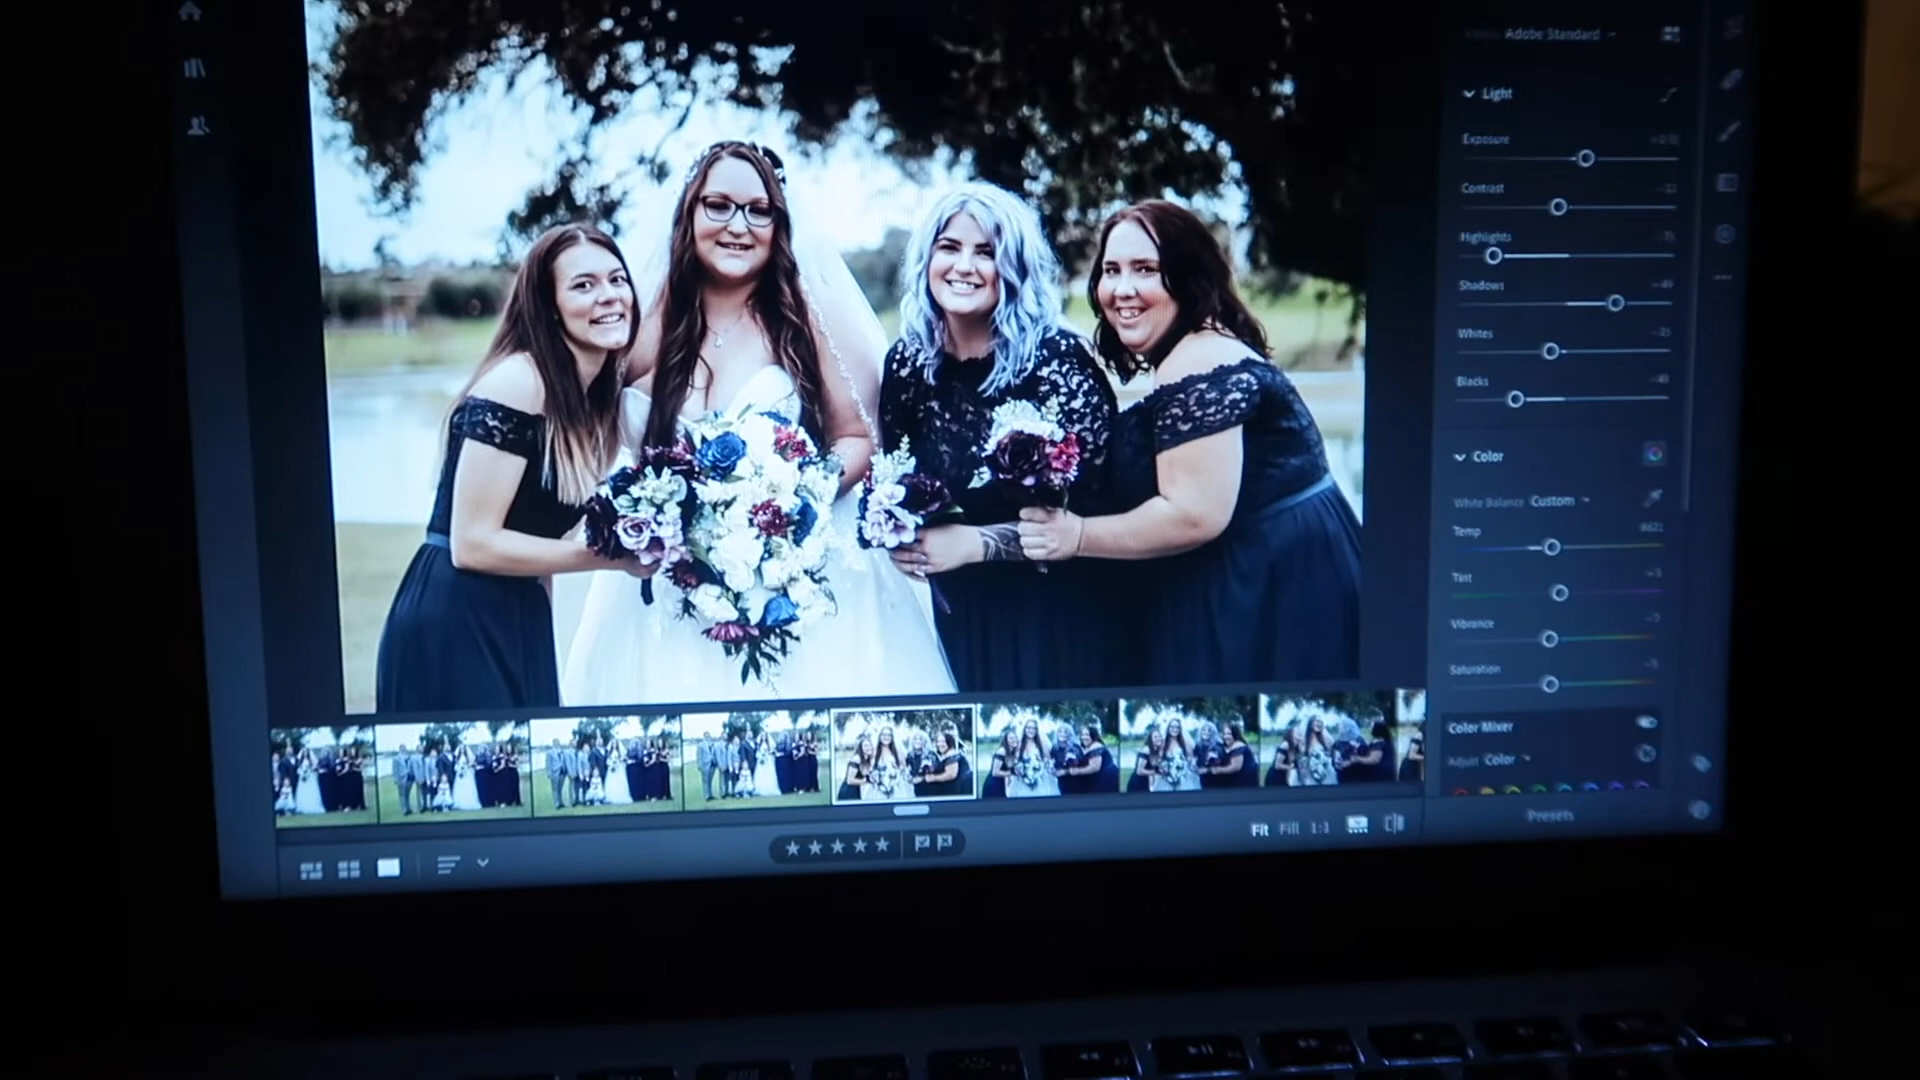 Adobe Standard
Light
Exposure
Contrast
Highlights
Shadows
Whites
Blacks
Color
White Balance Custom
Temp
Tint
Vibrance
Saturation
Color Mixer
Adjust Color
Presets
Fit Fill 1:1